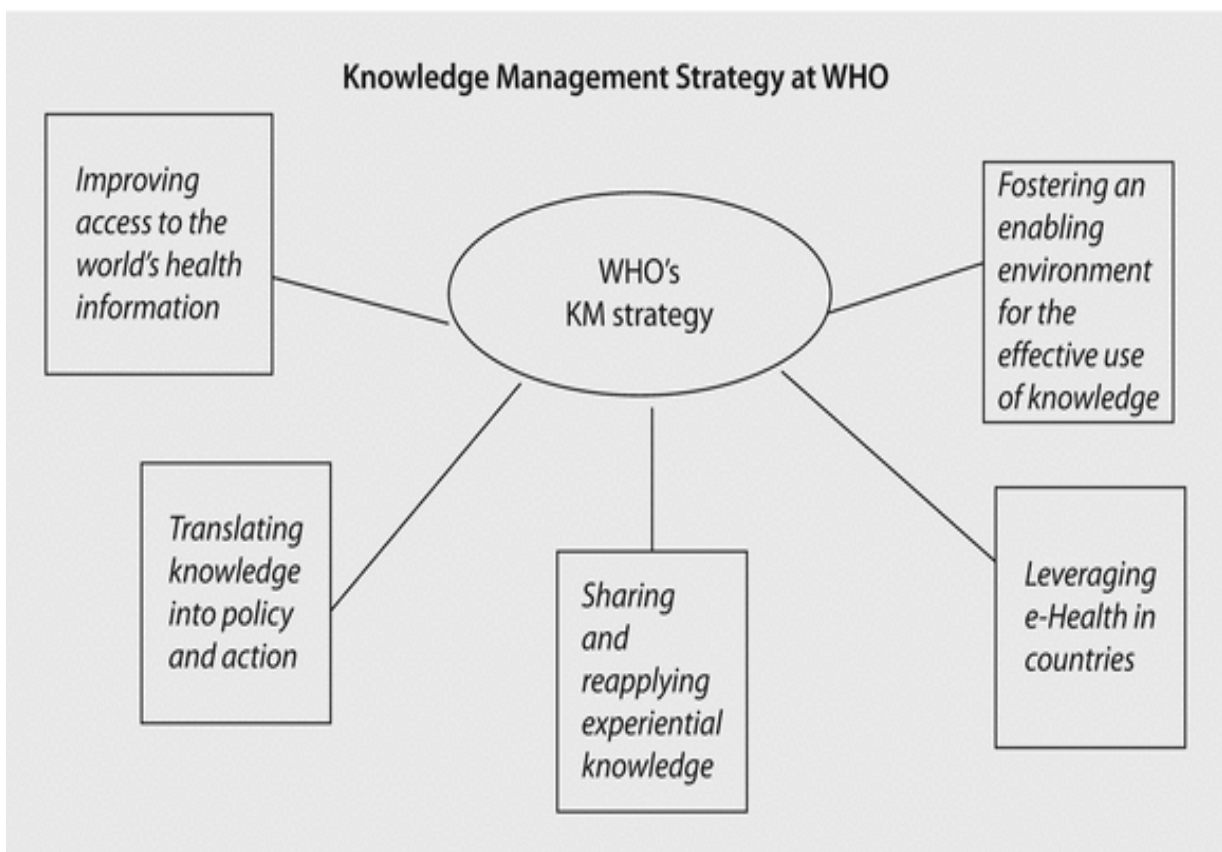 Knowledge Management Strategy at WHO
Improving
access to the
world's health
information
WHO's
KM strategy
Fostering an
enabling
environment
for the
effective use
of knowledge
Translating
knowledge
into policy
and action
Sharing
and
reapplying
experiential
knowledge
Leveraging
e-Health in
countries